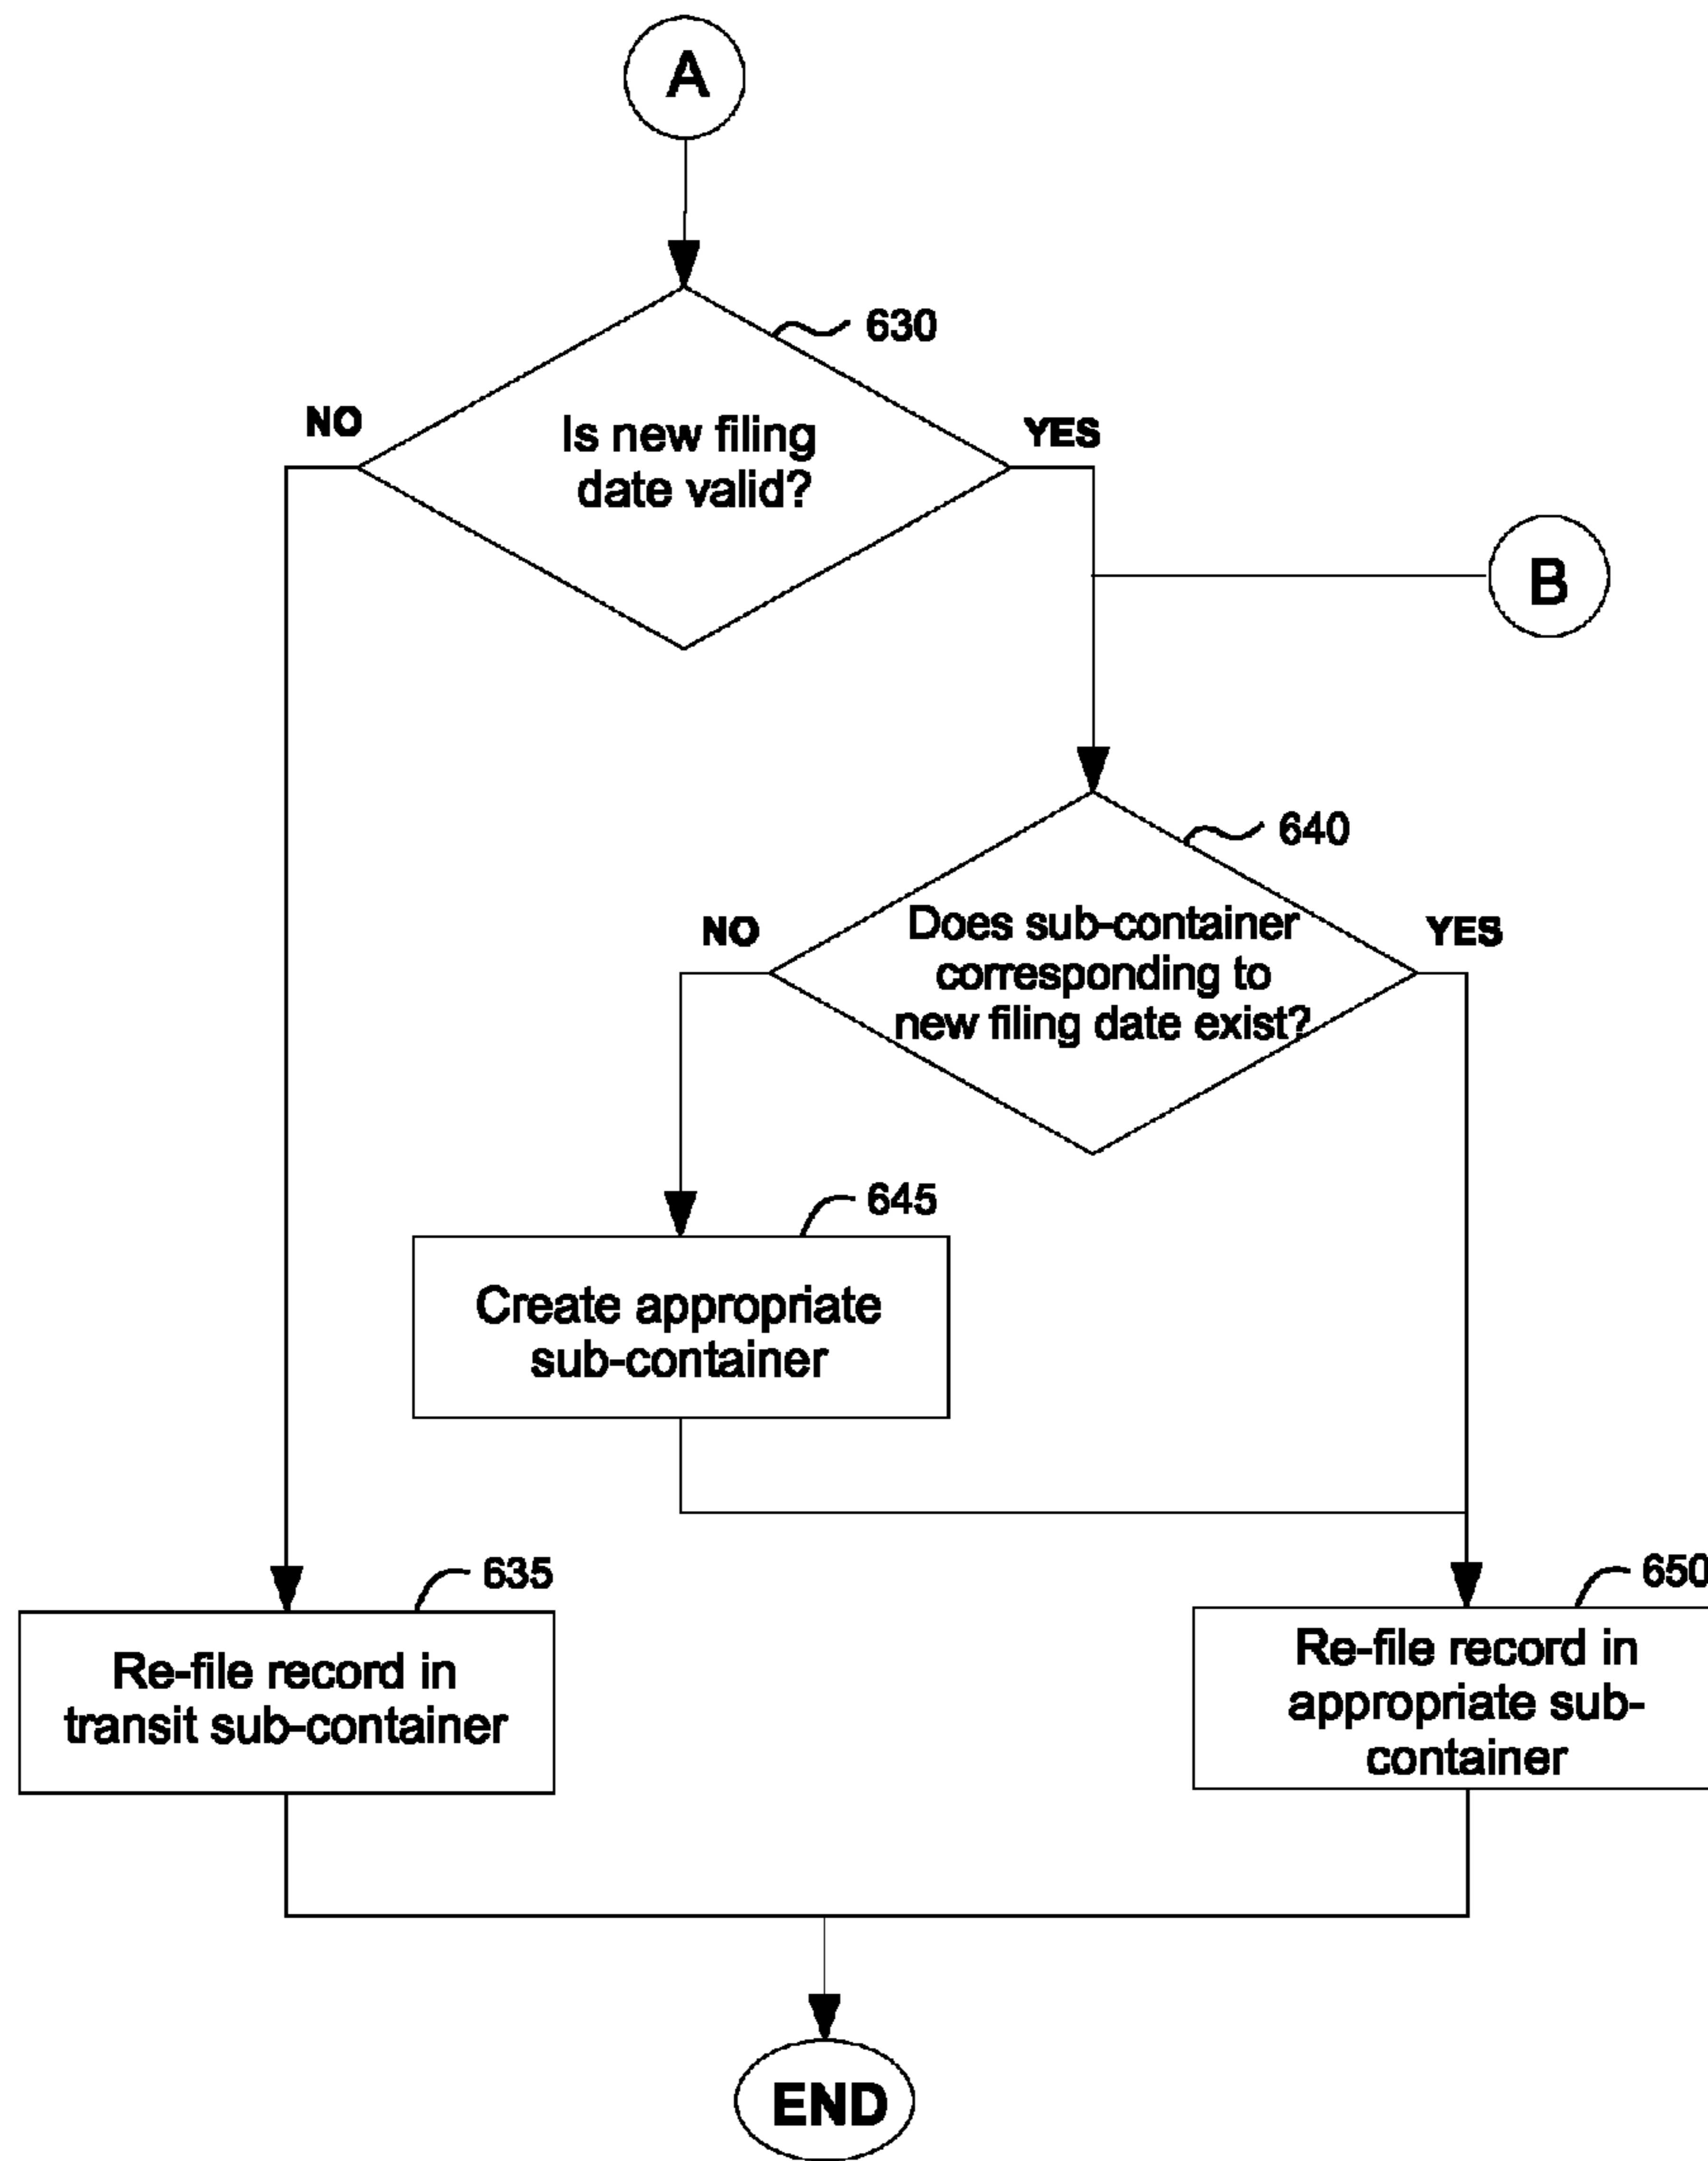 A
630
NO
YES
Is new filing
date valid?
B
640
NO
YES
Does sub-container
corresponding to
new filing date exist?
645
Create appropriate
sub-container
635
650
Re-file record in
transit sub-container
Re-file record in
appropriate sub-
container
END